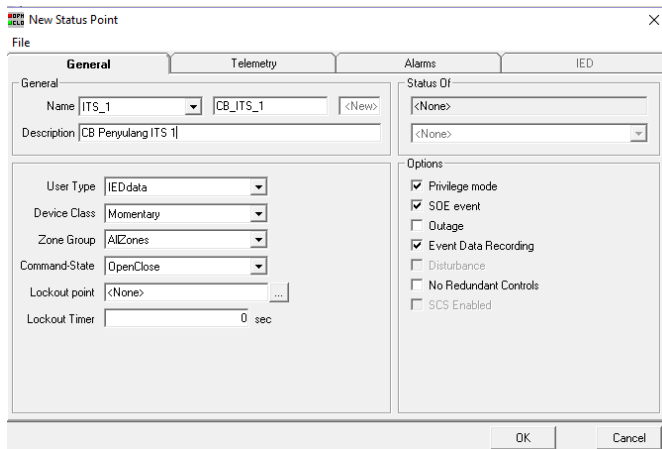 New Status Point
File
General Telemetry Alarms IED
General
Name ITS_1 CB_ITS_1 <New>
Description CB Penyulang ITS 1
Status Of
<None>
<None>
User Type IEDdata
Device Class Momentary
Zone Group AllZones
Command-State OpenClose
Lockout point <None> ...
Lockout Timer 0 sec
Options
Privilege mode
SOE event
Outage
Event Data Recording
Disturbance
No Redundant Controls
SCS Enabled
OK Cancel